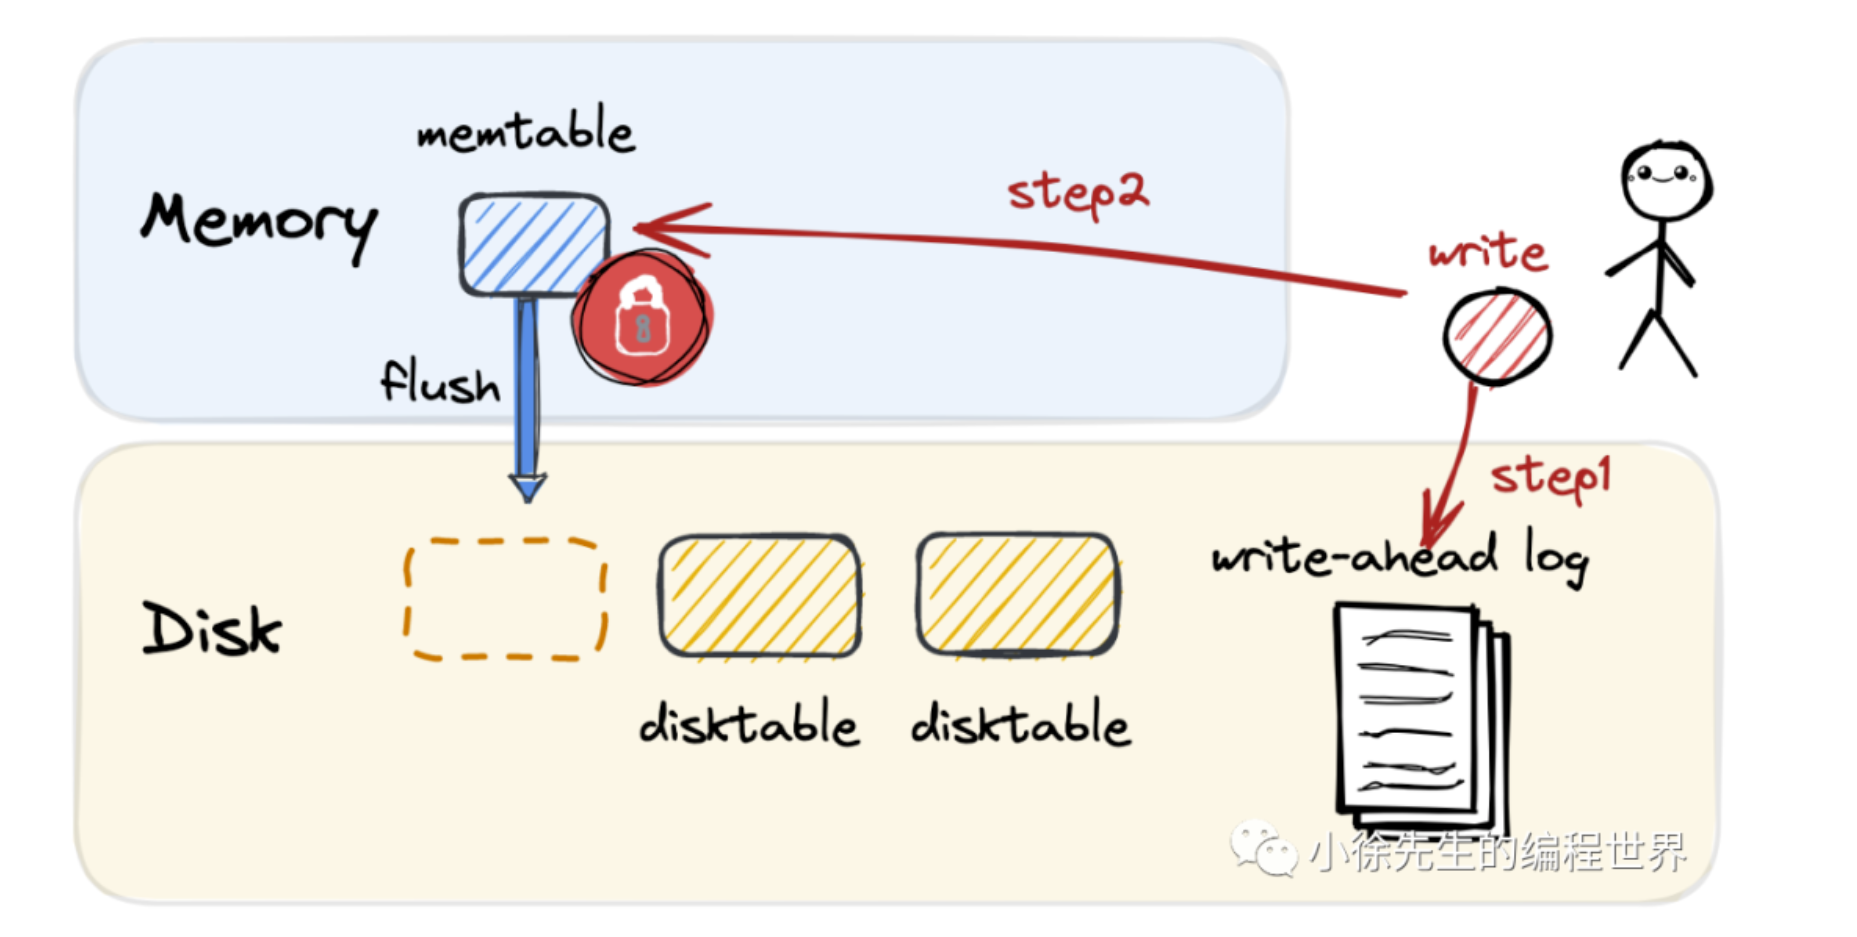 memtable
Memory
step2
write
flush
step1
write-ahead log
Disk
disktable
disktable
小徐先生的编程世界